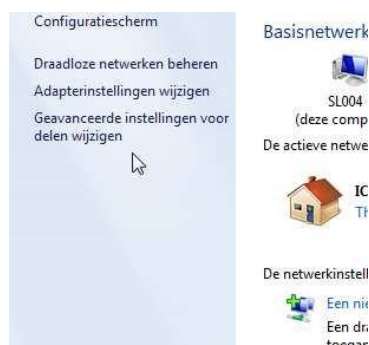 Configuratiescherm
Draadloze netwerken beheren
Adapterinstellingen wijzigen
Geavanceerde instellingen voor
delen wijzigen
Basisnetwerk
SL004
(deze comp
De actieve netwe
IC
Th
De netwerkinstell
Een nie
Een dra